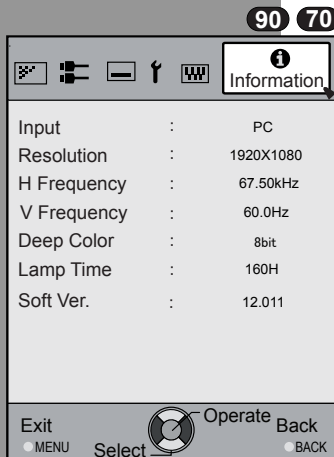 90 70
Information
Input : PC
Resolution : 1920X1080
H Frequency : 67.50kHz
V Frequency : 60.0Hz
Deep Color : 8bit
Lamp Time : 160H
Soft Ver. : 12.011
Exit Operate Back
MENU Select BACK